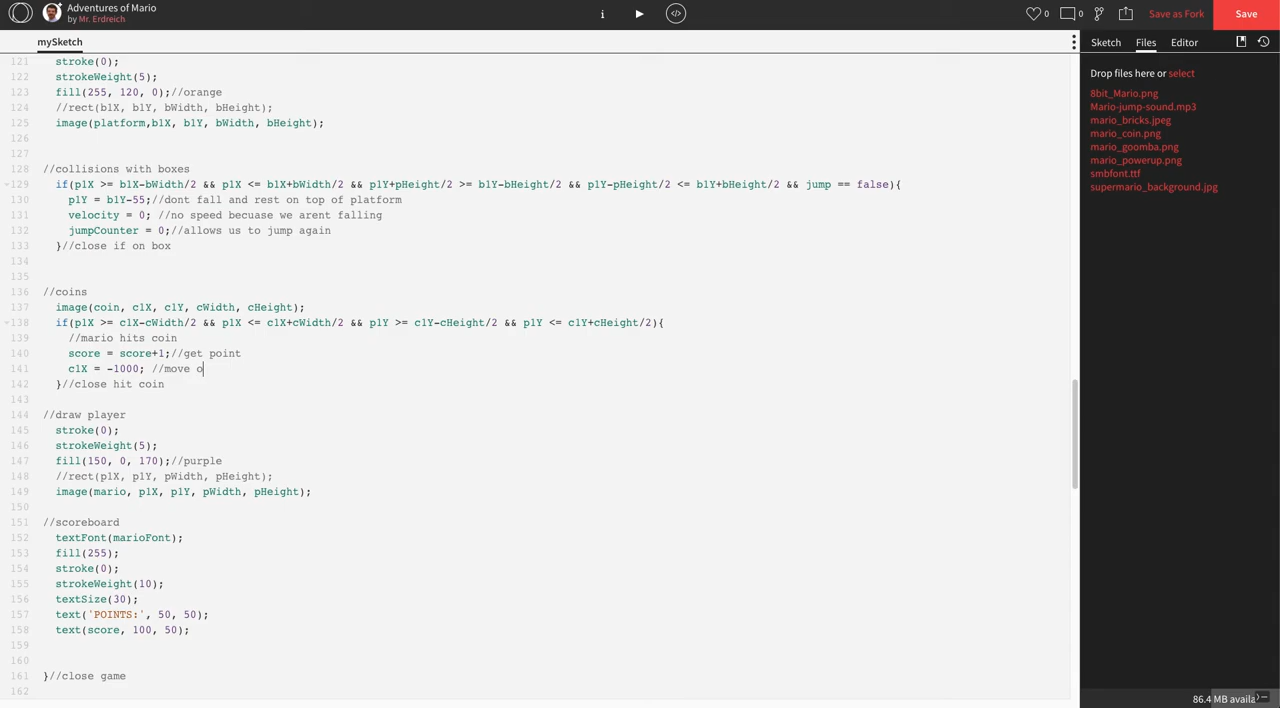 Adventures of Mario
by Mr. Erdreich
i
0
0
Save as Fork
Save
mySketch
Sketch
Files
Editor
121 stroke(0);
122 strokeWeight(5);
123 fill(255, 120, 0);//orange
124 //rect(b1X, b1Y, bWidth, bHeight);
125 image(platform,b1X, b1Y, bWidth, bHeight);
126
127
128 //collisions with boxes
129 if(p1X >= b1X-bWidth/2 && p1X <= b1X+bWidth/2 && p1Y+pHeight/2 >= b1Y-bHeight/2 && p1Y-pHeight/2 <= b1Y+bHeight/2 && jump == false){
130 p1Y = b1Y-55;//dont fall and rest on top of platform
131 velocity = 0; //no speed becuase we arent falling
132 jumpCounter = 0;//allows us to jump again
133 }//close if on box
134
135
136 //coins
137 image(coin, c1X, c1Y, cWidth, cHeight);
138 if(p1X >= c1X-cWidth/2 && p1X <= c1X+cWidth/2 && p1Y >= c1Y-cHeight/2 && p1Y <= c1Y+cHeight/2){
139 //mario hits coin
140 score = score+1;//get point
141 c1X = -1000; //move o
142 }//close hit coin
143
144 //draw player
145 stroke(0);
146 strokeWeight(5);
147 fill(150, 0, 170);//purple
148 //rect(p1X, p1Y, pWidth, pHeight);
149 image(mario, p1X, p1Y, pWidth, pHeight);
150
151 //scoreboard
152 textFont(marioFont);
153 fill(255);
154 stroke(0);
155 strokeWeight(10);
156 textSize(30);
157 text('POINTS:', 50, 50);
158 text(score, 100, 50);
159
160
161 }//close game
162
Drop files here or select
8bit_Mario.png
Mario-jump-sound.mp3
mario_bricks.jpeg
mario_coin.png
mario_goomba.png
mario_powerup.png
smbfont.ttf
supermario_background.jpg
86.4 MB availa